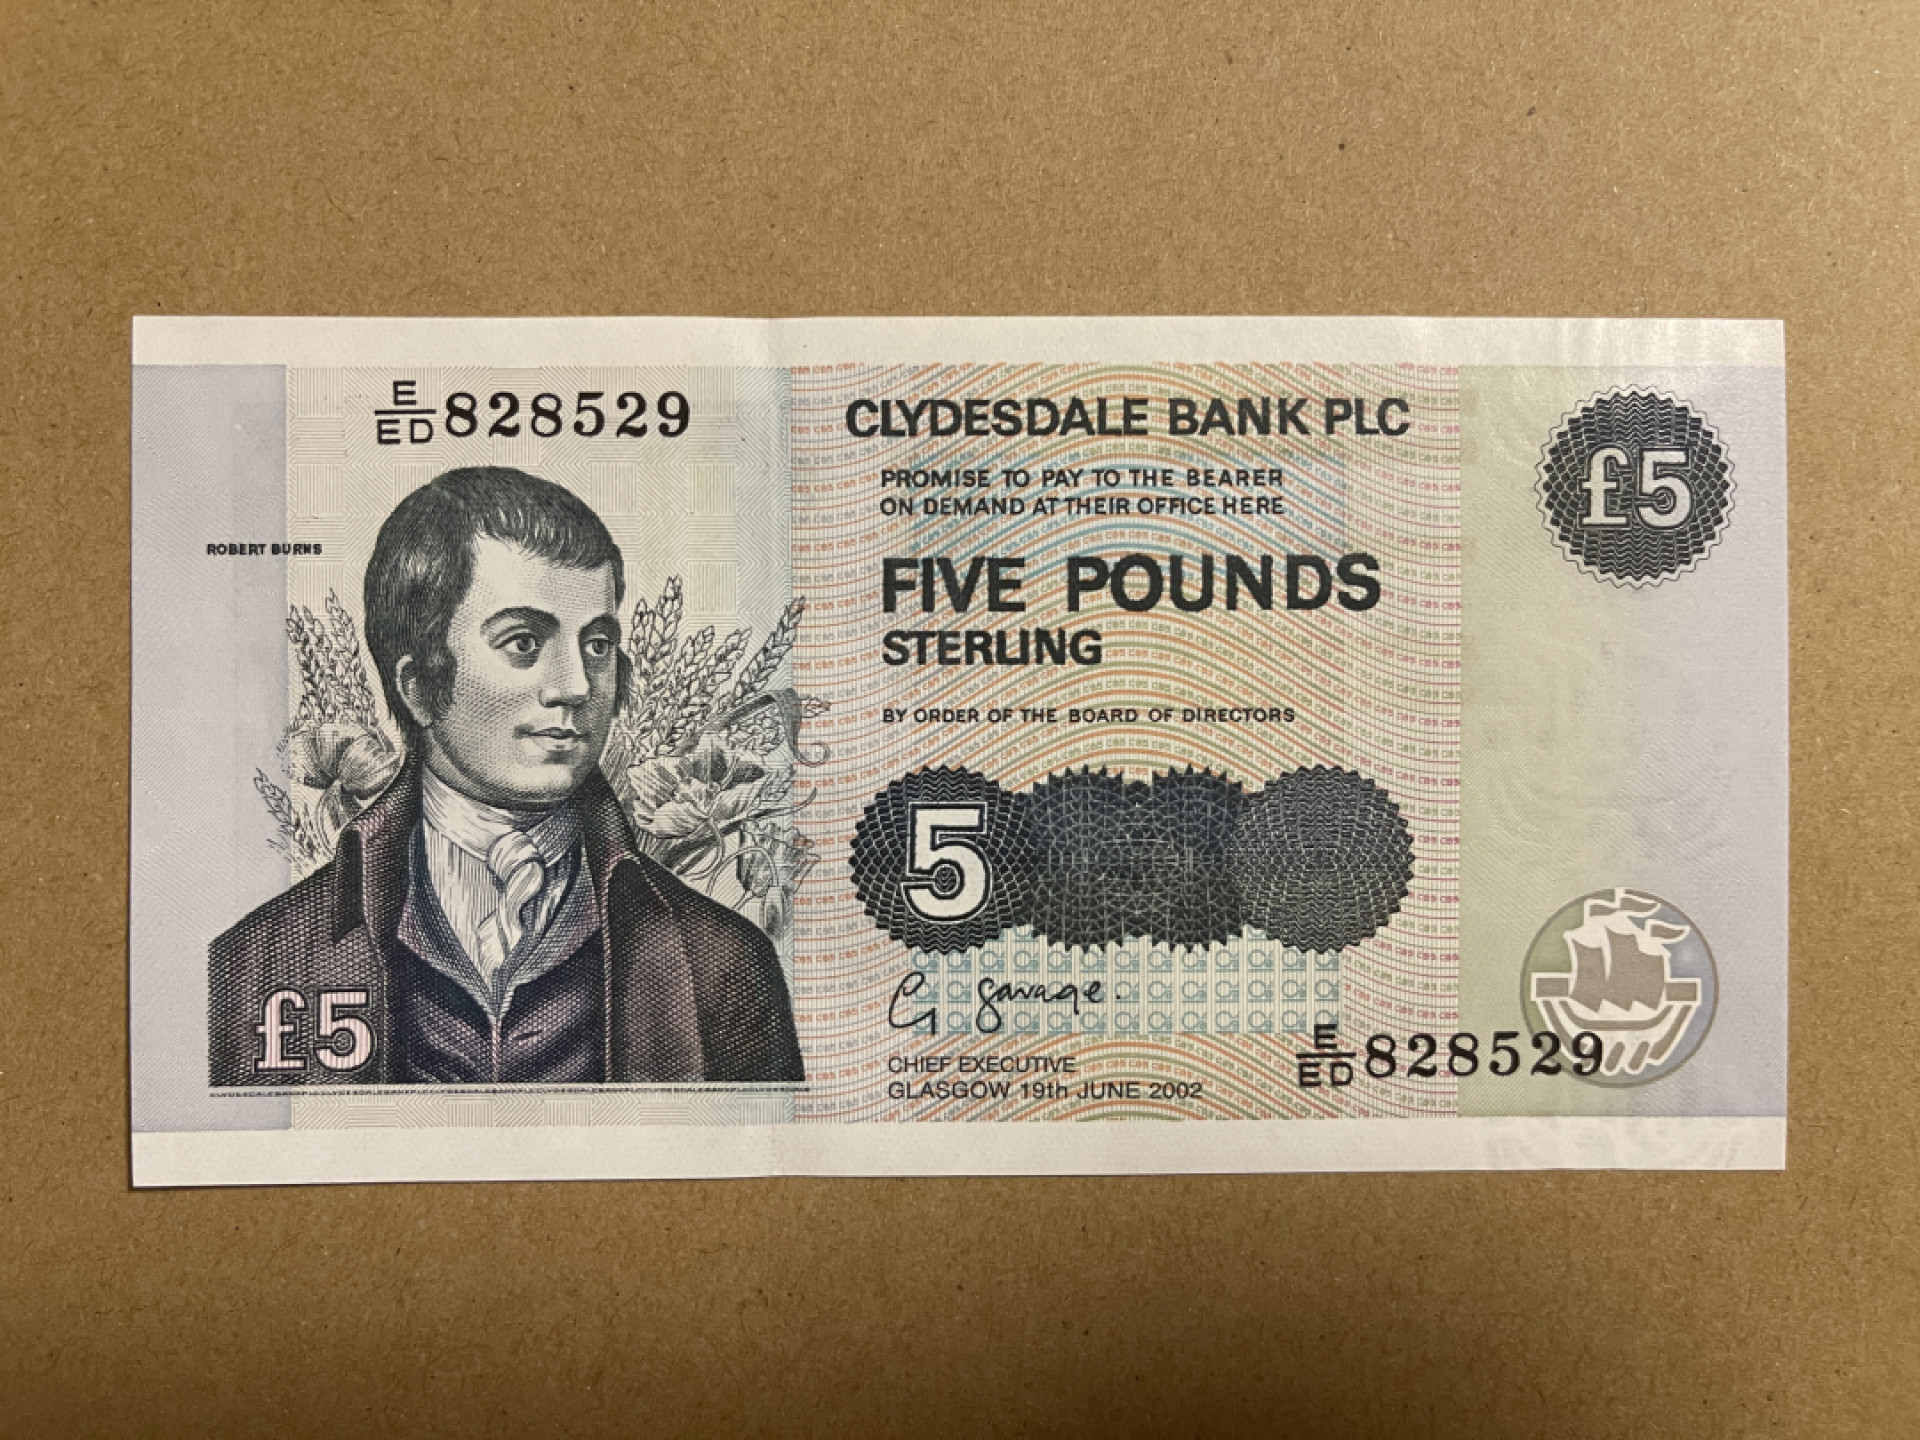 E/ED 828529
CLYDESDALE BANK PLC
£5
PROMISE TO PAY TO THE BEARER
ON DEMAND AT THEIR OFFICE HERE
ROBERT BURNS
FIVE POUNDS
STERLING
BY ORDER OF THE BOARD OF DIRECTORS
5
G Savage.
£5
CHIEF EXECUTIVE
GLASGOW 19th JUNE 2002
E/ED 828529